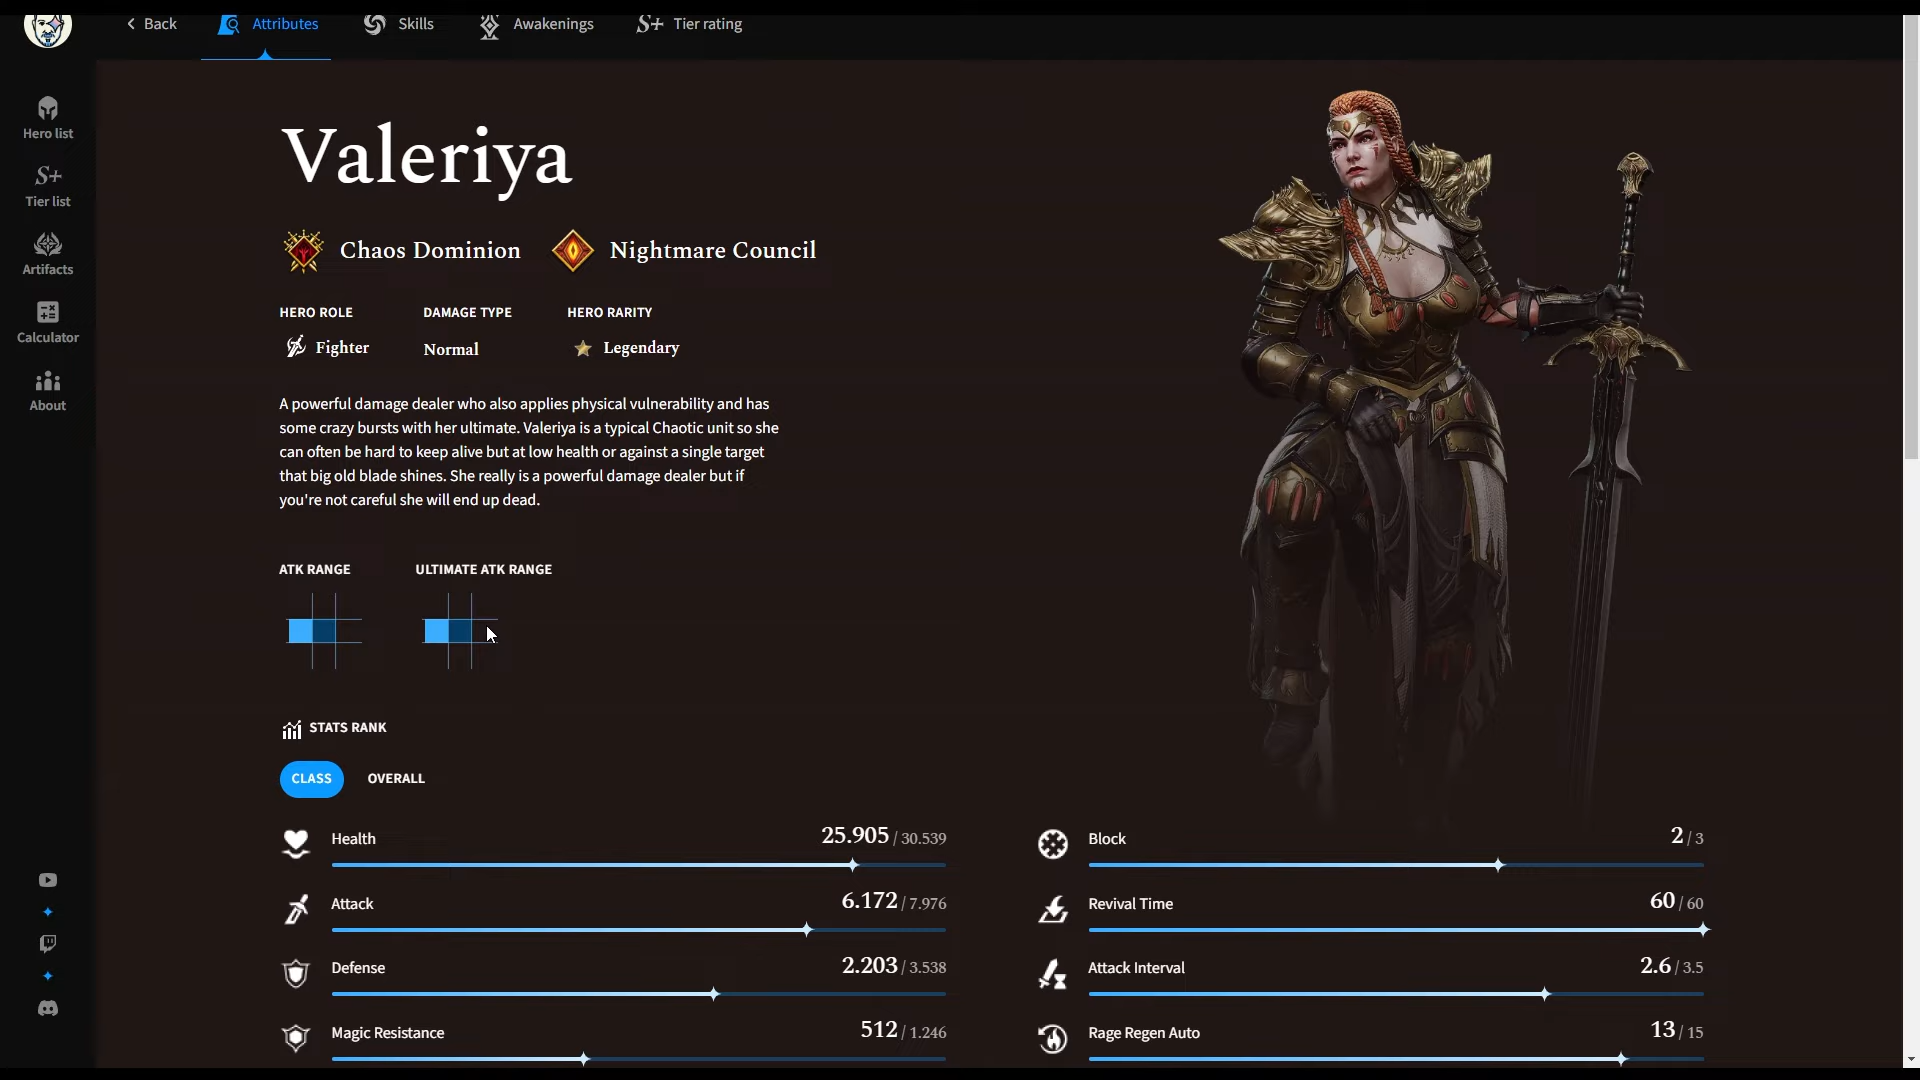 Back
Attributes
Skills
Awakenings
S+ Tier rating
Hero list
S+
Tier list
Artifacts
Calculator
About
Valeriya
Chaos Dominion
Nightmare Council
HERO ROLE
DAMAGE TYPE
HERO RARITY
Fighter
Normal
Legendary
A powerful damage dealer who also applies physical vulnerability and has
some crazy bursts with her ultimate. Valeriya is a typical Chaotic unit so she
can often be hard to keep alive but at low health or against a single target
that big old blade shines. She really is a powerful damage dealer but if
you're not careful she will end up dead.
ATK RANGE
ULTIMATE ATK RANGE
STATS RANK
CLASS
OVERALL
Health 25.905 / 30.539
Attack 6.172 / 7.976
Defense 2.203 / 3.538
Magic Resistance 512 / 1.246
Block 2 / 3
Revival Time 60 / 60
Attack Interval 2.6 / 3.5
Rage Regen Auto 13 / 15